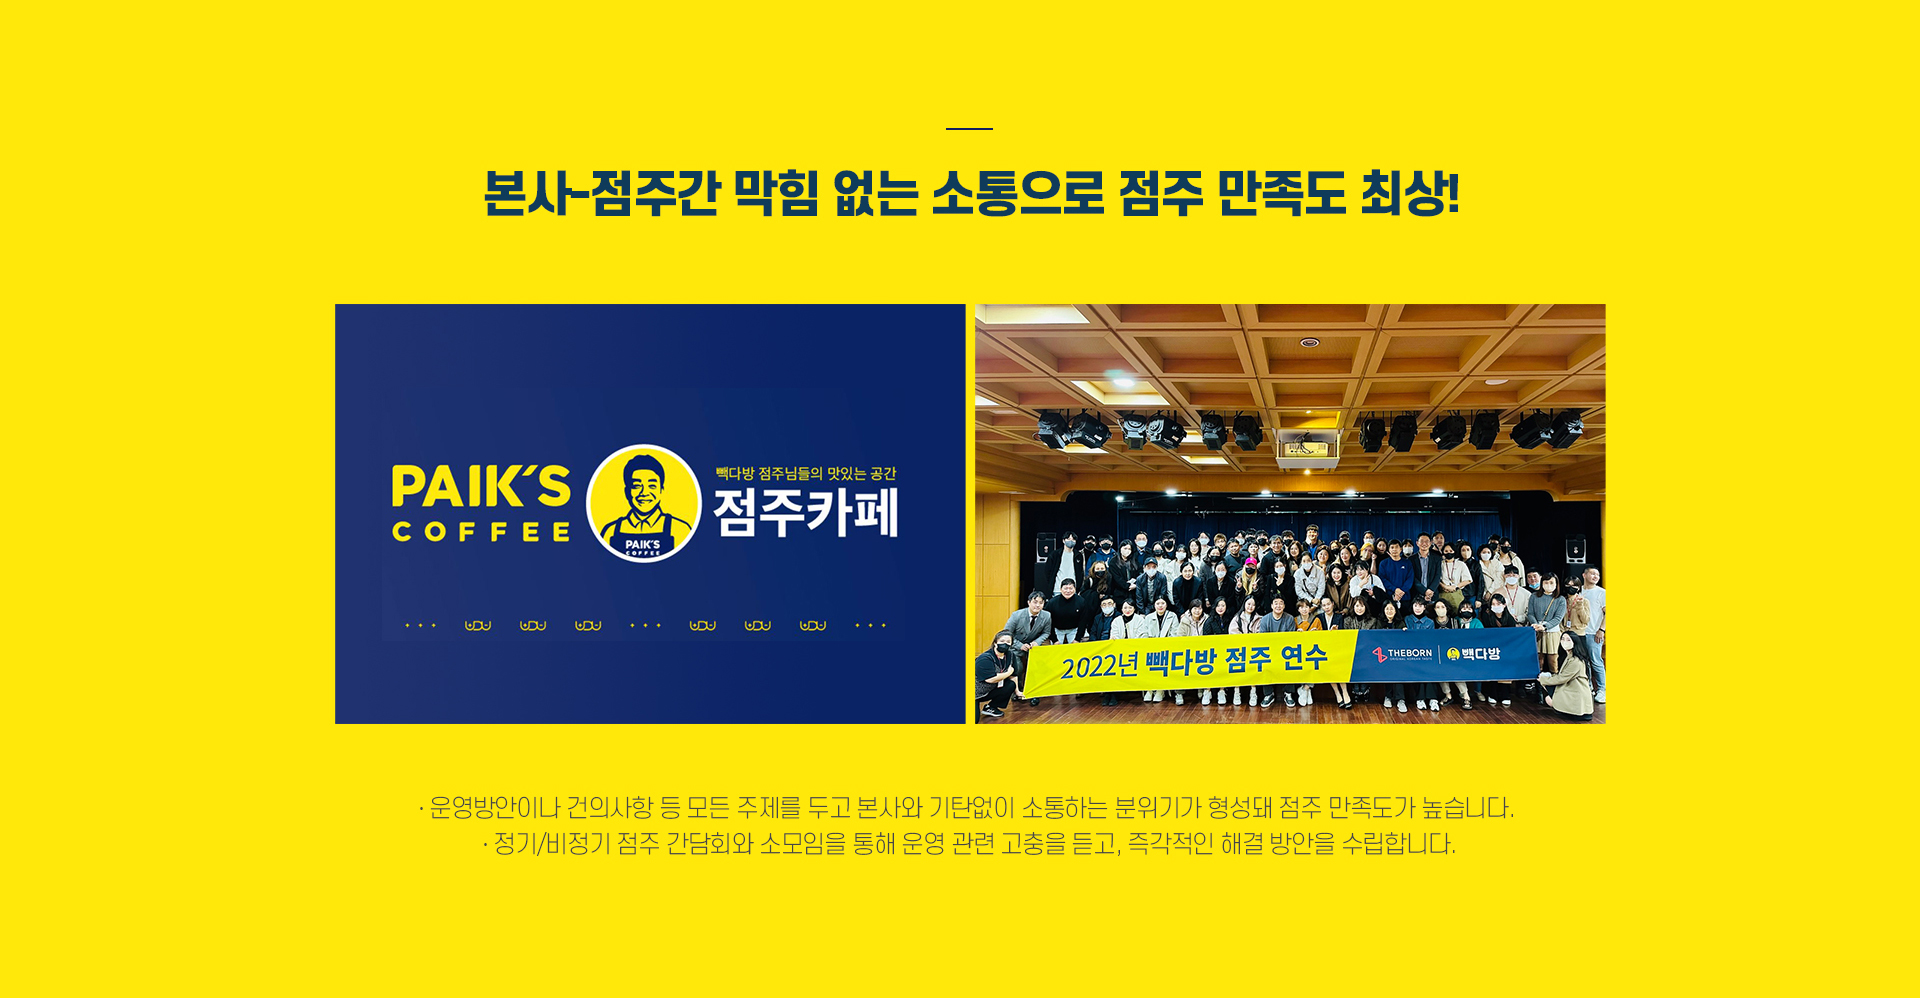 본사-점주간 막힘 없는 소통으로 점주 만족도 최상!
PAIK'S
COFFEE
PAIK'S
COFFEE
빽다방 점주님들의 맛있는 공간
점주카페
2022년 빽다방 점주 연수
THEBORN
ORIGINAL KOREAN TASTE
빽다방
· 운영방안이나 건의사항 등 모든 주제를 두고 본사와 기탄없이 소통하는 분위기가 형성돼 점주 만족도가 높습니다.
· 정기/비정기 점주 간담회와 소모임을 통해 운영 관련 고충을 듣고, 즉각적인 해결 방안을 수립합니다.